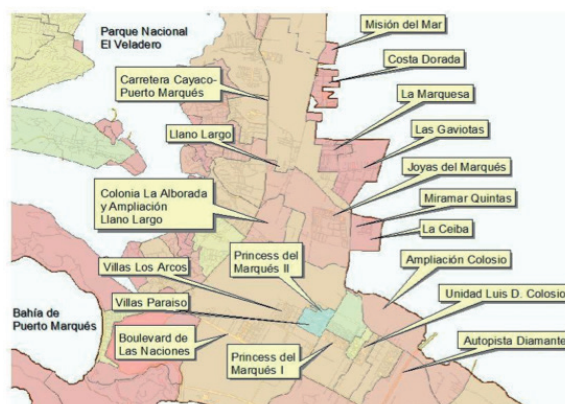 Parque Nacional
El Veladero
Misión del Mar
Costa Dorada
Carretera Cayaco-
Puerto Marqués
La Marquesa
Las Gaviotas
Llano Largo
Joyas del Marqués
Colonia La Alborada
y Ampliación
Llano Largo
Miramar Quintas
La Ceiba
Princess del
Marqués II
Villas Los Arcos
Ampliación Colosio
Bahía de
Puerto Marqués
Villas Paraiso
Unidad Luis D. Colosio
Boulevard de
Las Naciones
Princess del
Marqués I
Autopista Diamante